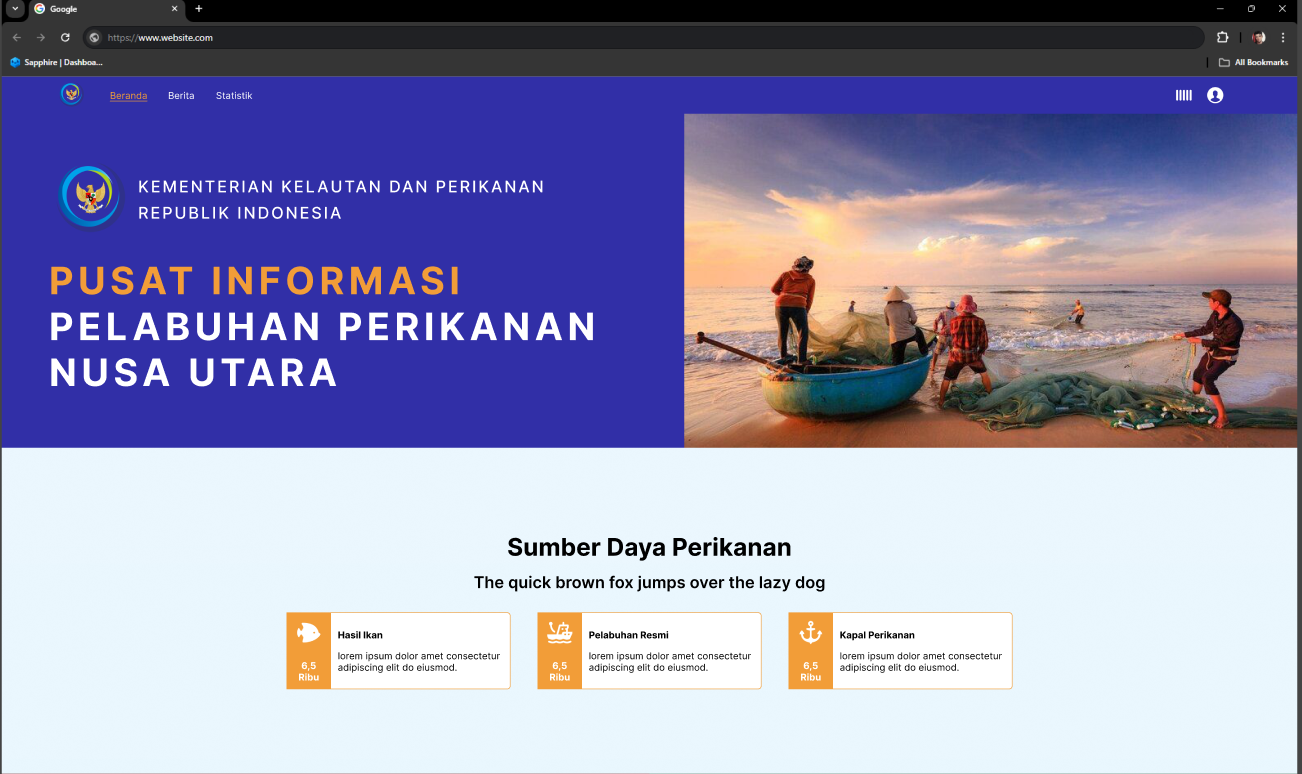 Google
https://www.website.com
Sapphire | Dashboa...
All Bookmarks
Beranda
Berita
Statistik
KEMENTERIAN KELAUTAN DAN PERIKANAN
REPUBLIK INDONESIA
PUSAT INFORMASI
PELABUHAN PERIKANAN
NUSA UTARA
Sumber Daya Perikanan
The quick brown fox jumps over the lazy dog
6,5
Ribu
Hasil Ikan
lorem ipsum dolor amet consectetur
adipiscing elit do eiusmod.
6,5
Ribu
Pelabuhan Resmi
lorem ipsum dolor amet consectetur
adipiscing elit do eiusmod.
6,5
Ribu
Kapal Perikanan
lorem ipsum dolor amet consectetur
adipiscing elit do eiusmod.